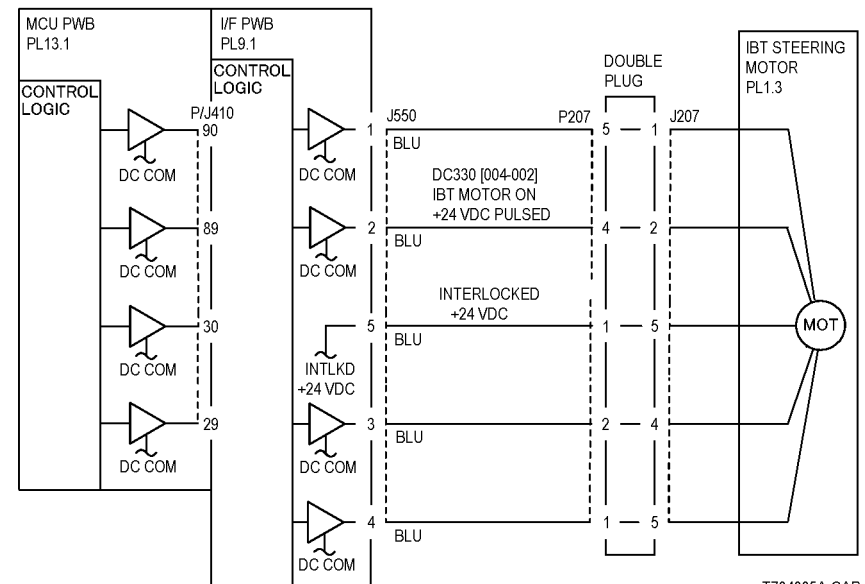 MCU PWB
PL13.1
I/F PWB
PL9.1
IBT STEERING
MOTOR
PL1.3
DOUBLE
PLUG
CONTROL
LOGIC
CONTROL
LOGIC
P/J410
J550
P207
J207
90
1
5
1
BLU
DC COM
DC COM
DC330 [004-002]
IBT MOTOR ON
+24 VDC PULSED
89
2
4
2
BLU
DC COM
DC COM
INTERLOCKED
+24 VDC
30
5
1
5
BLU
MOT
DC COM
INTLKD
+24 VDC
29
3
2
4
BLU
DC COM
DC COM
4
1
5
BLU
DC COM